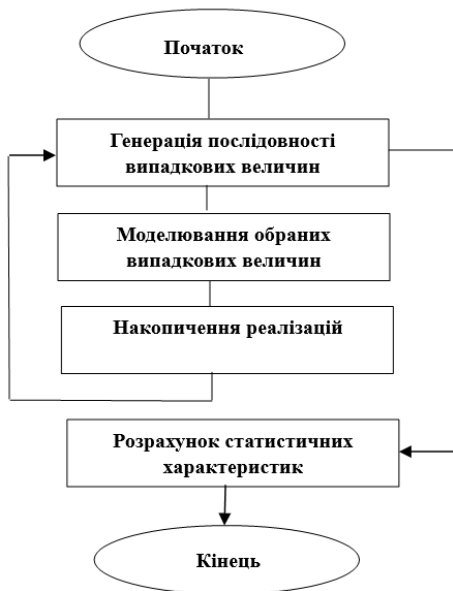 Початок
Генерація послідовності
випадкових величин
Моделювання обраних
випадкових величин
Накопичення реалізацій
Розрахунок статистичних
характеристик
Кінець